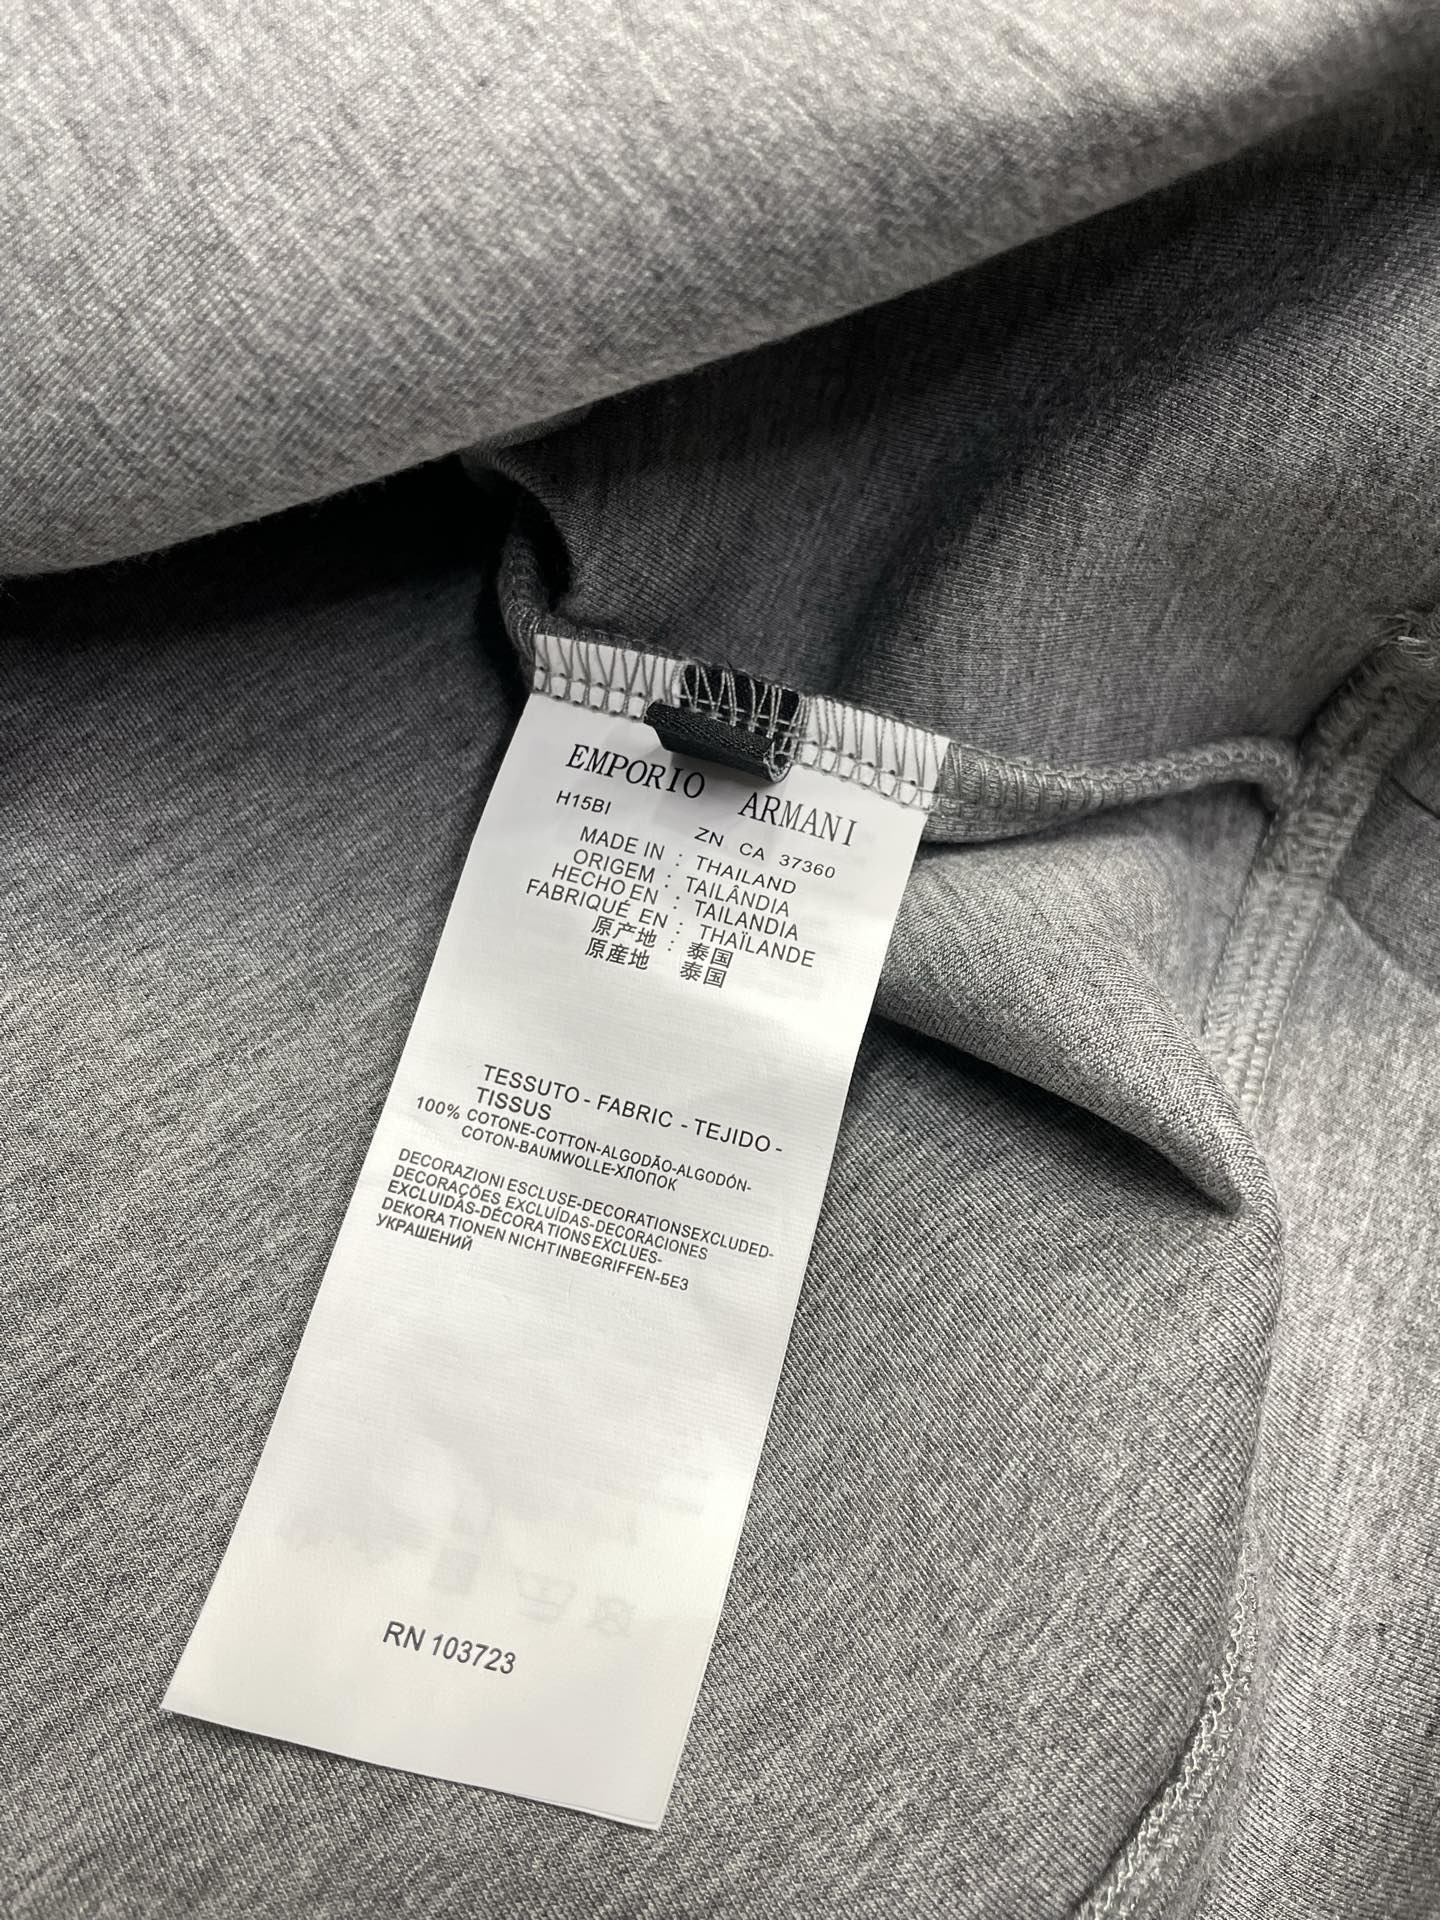 EMPORIO ARMANI
H15BI ZN CA 37360
MADE IN : THAILAND
ORIGEM : TAILÂNDIA
HECHO EN : TAILANDIA
FABRIQUÉ EN : THAÏLANDE
原产地 : 泰国
原産地 泰国
TESSUTO - FABRIC - TEJIDO -
TISSUS
100% COTONE-COTTON-ALGODÃO-ALGODÓN-
COTON-BAUMWOLLE-ХЛОПОК
DECORAZIONI ESCLUSE-DECORATIONSEXCLUDED-
DECORAÇÕES EXCLUÍDAS-DECORACIONES
EXCLUIDAS-DÉCORATIONS EXCLUES-
DEKORATIONEN NICHTINBEGRIFFEN-БЕЗ
УКРАШЕНИЙ
RN 103723